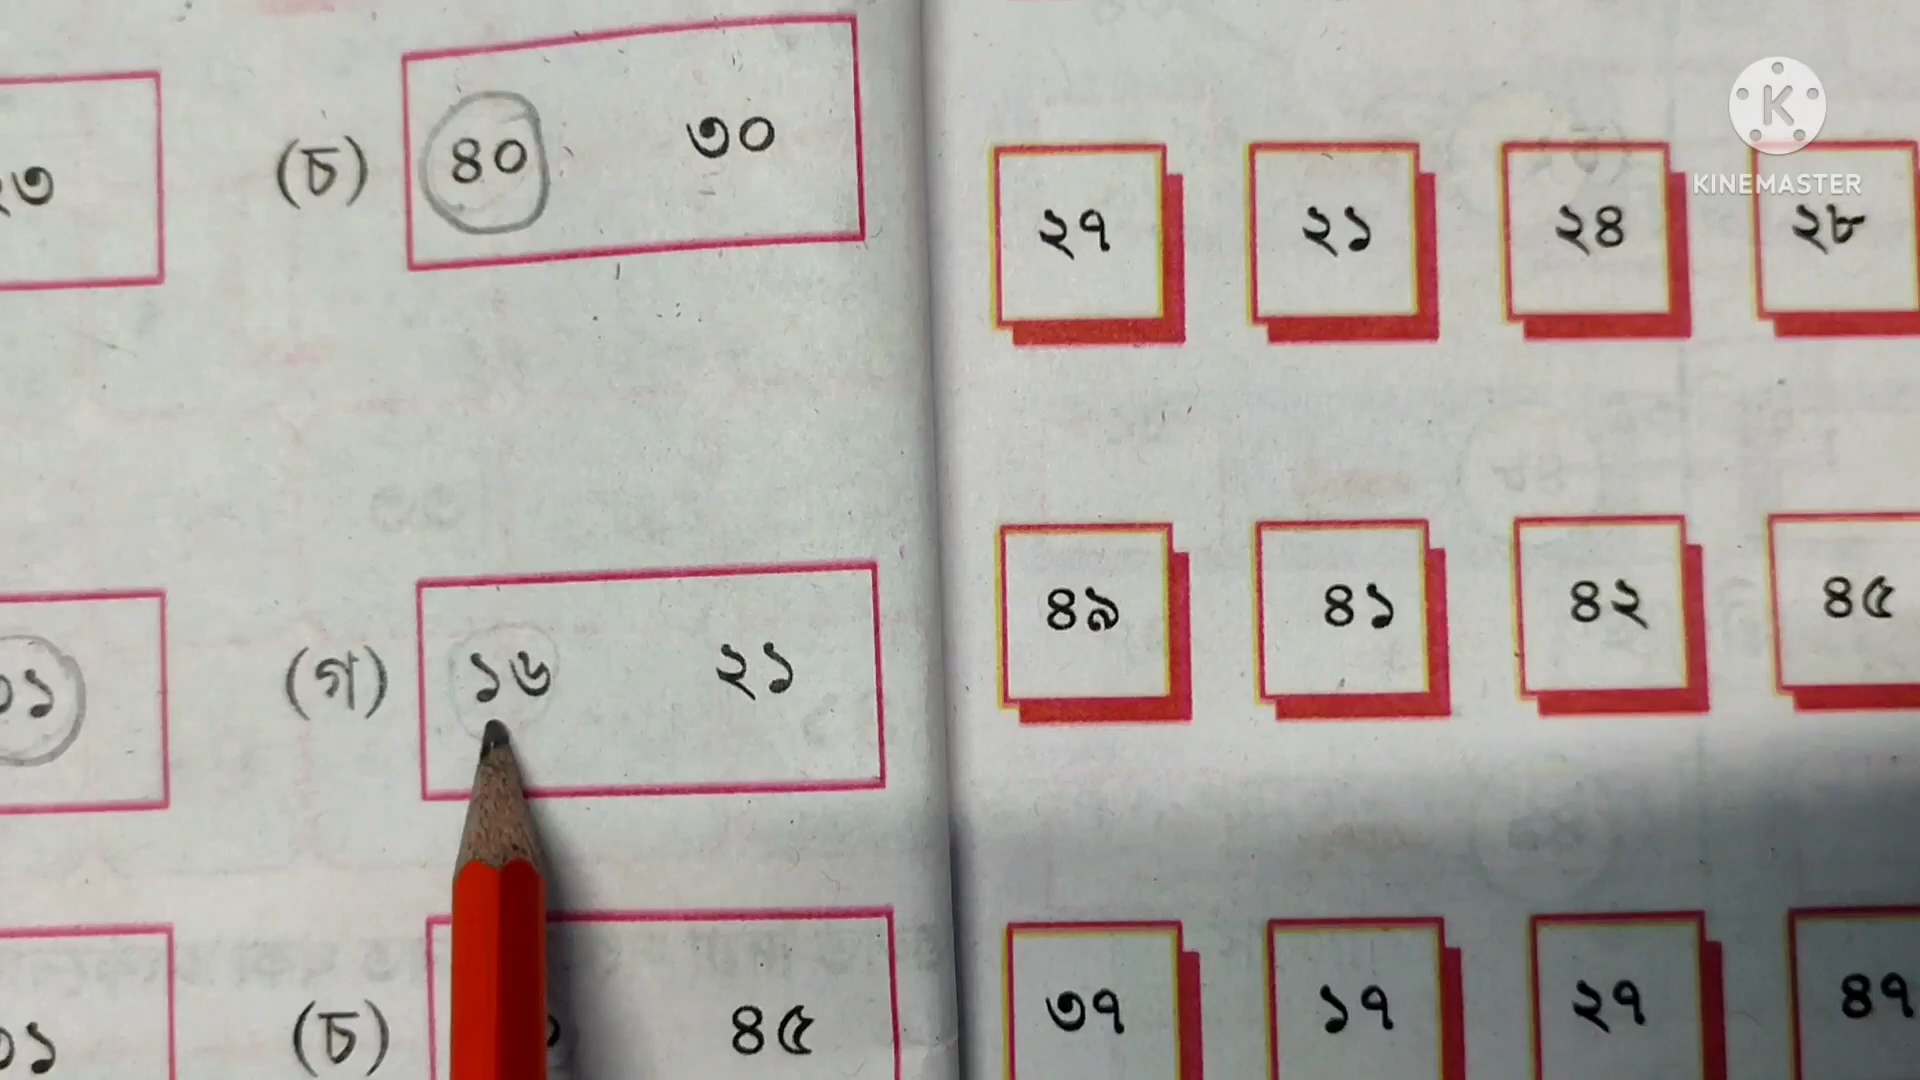 (চ) ৪০ ৩০
(গ) ১৬ ২১
(চ) ৪৫
KINEMASTER
২৭ ২১ ২৪ ২৮
৪৯ ৪১ ৪২ ৪৫
৩৭ ১৭ ২৭ ৪৭